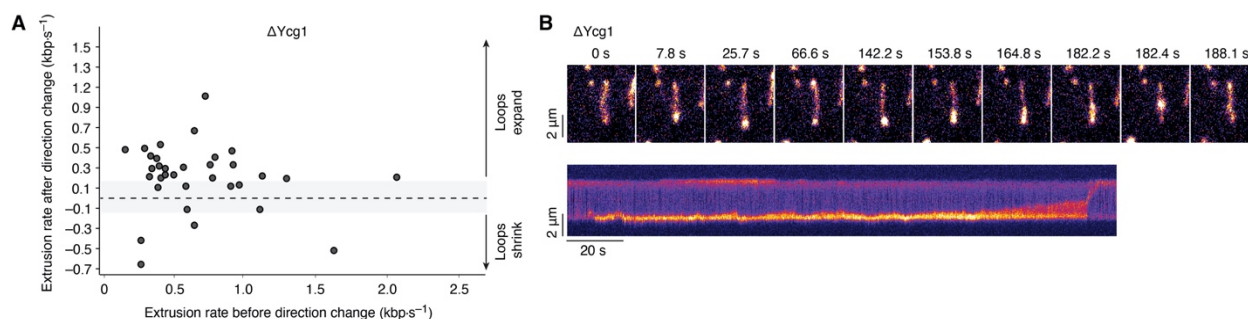 A
ΔYcg1
Extrusion rate after direction change (kbp·s⁻¹)
1.5
1.2
0.9
0.7
0.5
0.3
0.1
−0.1
−0.3
−0.5
−0.7
0
0.5
1.0
1.5
2.0
2.5
Extrusion rate before direction change (kbp·s⁻¹)
Loops
expand
Loops
shrink
B
ΔYcg1
0 s 7.8 s 25.7 s 66.6 s 142.2 s 153.8 s 164.8 s 182.2 s 182.4 s 188.1 s
2 μm
2 μm
20 s